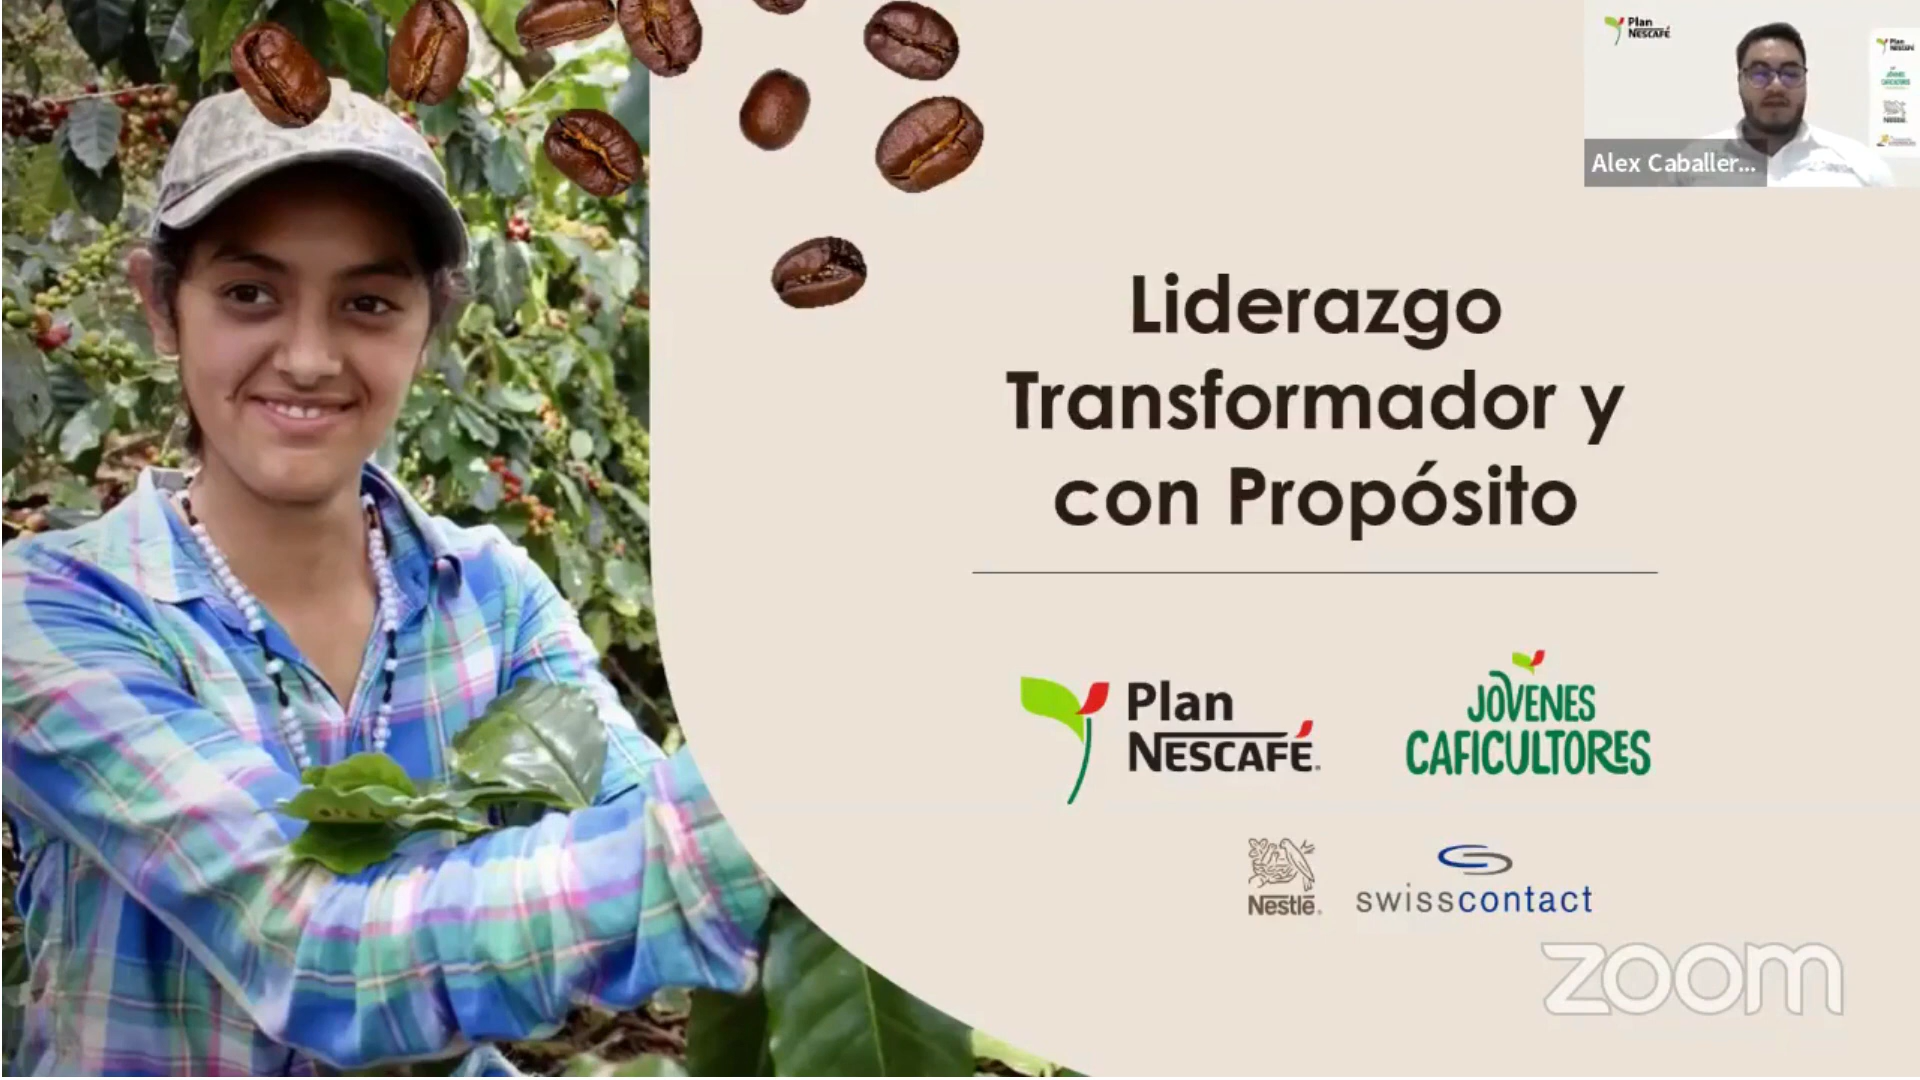 Plan
NESCAFÉ
Alex Caballer...
Liderazgo
Transformador y
con Propósito
Plan
NESCAFÉ.
JÓVENES
CAFICULTORES
Nestlé.
swisscontact
zoom